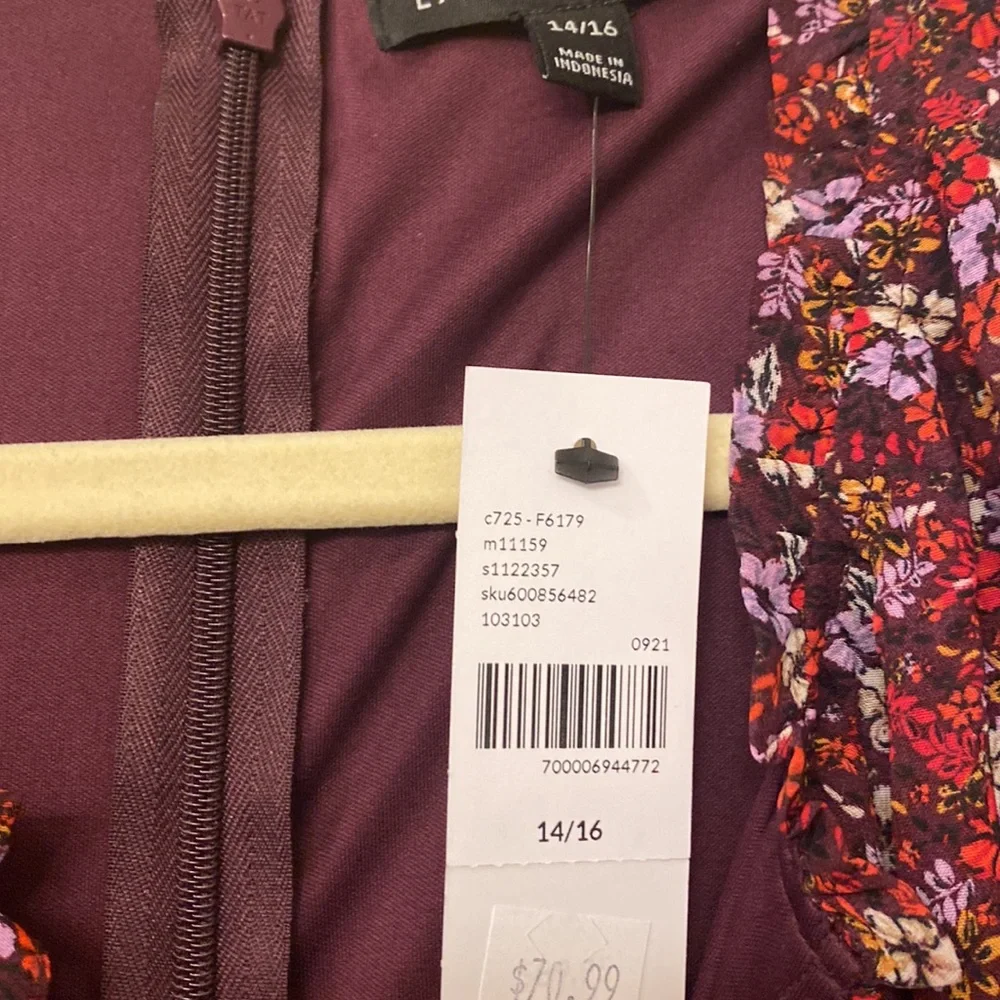 14/16
MADE IN
INDONESIA
c725-F6179
m11159
s1122357
sku600856482
103103
0921
700006944772
14/16
$70.99